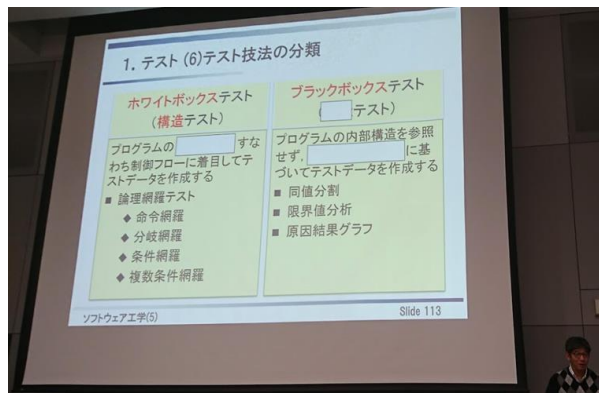 1. テスト (6)テスト技法の分類
ホワイトボックステスト
(構造テスト)
プログラムの すな
わち制御フローに着目してテ
ストデータを作成する
■ 論理網羅テスト
◆ 命令網羅
◆ 分岐網羅
◆ 条件網羅
◆ 複数条件網羅
ブラックボックステスト
( テスト)
プログラムの内部構造を参照
せず, に基
づいてテストデータを作成する
■ 同値分割
■ 限界値分析
■ 原因結果グラフ
ソフトウェア工学(5)
Slide 113